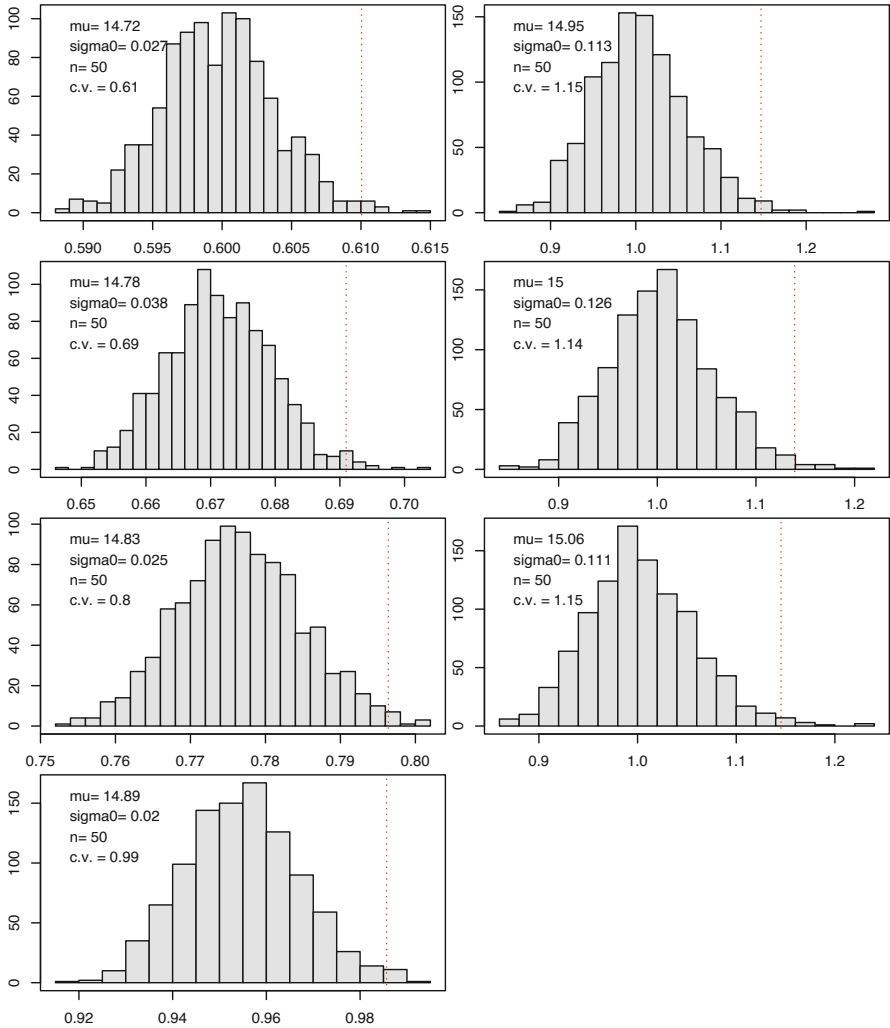 mu= 14.72
sigma0= 0.027
n= 50
c.v. = 0.61
0 20 40 60 80 100
0.590 0.595 0.600 0.605 0.610 0.615
mu= 14.95
sigma0= 0.113
n= 50
c.v. = 1.15
0 50 100 150
0.9 1.0 1.1 1.2
mu= 14.78
sigma0= 0.038
n= 50
c.v. = 0.69
0 20 40 60 80 100
0.65 0.66 0.67 0.68 0.69 0.70
mu= 15
sigma0= 0.126
n= 50
c.v. = 1.14
0 50 100 150
0.9 1.0 1.1 1.2
mu= 14.83
sigma0= 0.025
n= 50
c.v. = 0.8
0 20 40 60 80 100
0.75 0.76 0.77 0.78 0.79 0.80
mu= 15.06
sigma0= 0.111
n= 50
c.v. = 1.15
0 50 100 150
0.9 1.0 1.1 1.2
mu= 14.89
sigma0= 0.02
n= 50
c.v. = 0.99
0 50 100 150
0.92 0.94 0.96 0.98